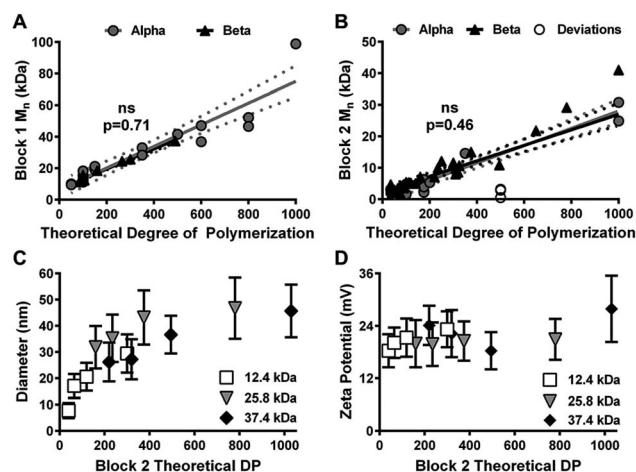 A
Alpha
Beta
Block 1 Mn (kDa)
100
80
60
40
20
0
ns
p=0.71
0 200 400 600 800 1000
Theoretical Degree of Polymerization
B
Alpha
Beta
Deviations
Block 2 Mn (kDa)
50
40
30
20
10
0
ns
p=0.46
0 200 400 600 800 1000
Theoretical Degree of Polymerization
C
Diameter (nm)
60
50
40
30
20
10
0
12.4 kDa
25.8 kDa
37.4 kDa
0 200 400 600 800 1000
Block 2 Theoretical DP
D
Zeta Potential (mV)
36
24
12
0
12.4 kDa
25.8 kDa
37.4 kDa
0 200 400 600 800 1000
Block 2 Theoretical DP